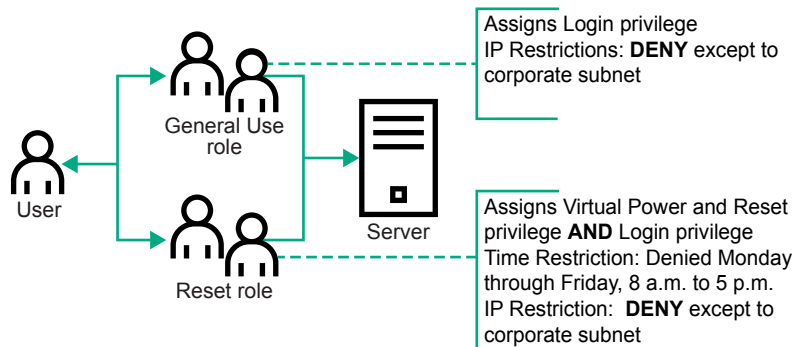 Assigns Login privilege
IP Restrictions: DENY except to
corporate subnet
General Use
role
User
Server
Reset role
Assigns Virtual Power and Reset
privilege AND Login privilege
Time Restriction: Denied Monday
through Friday, 8 a.m. to 5 p.m.
IP Restriction: DENY except to
corporate subnet